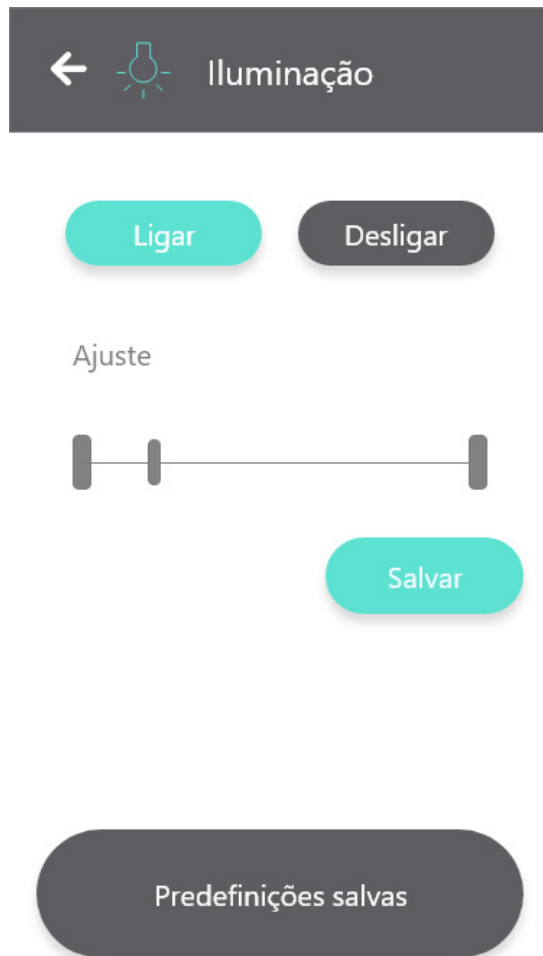 Iluminação
Ligar
Desligar
Ajuste
Salvar
Predefinições salvas